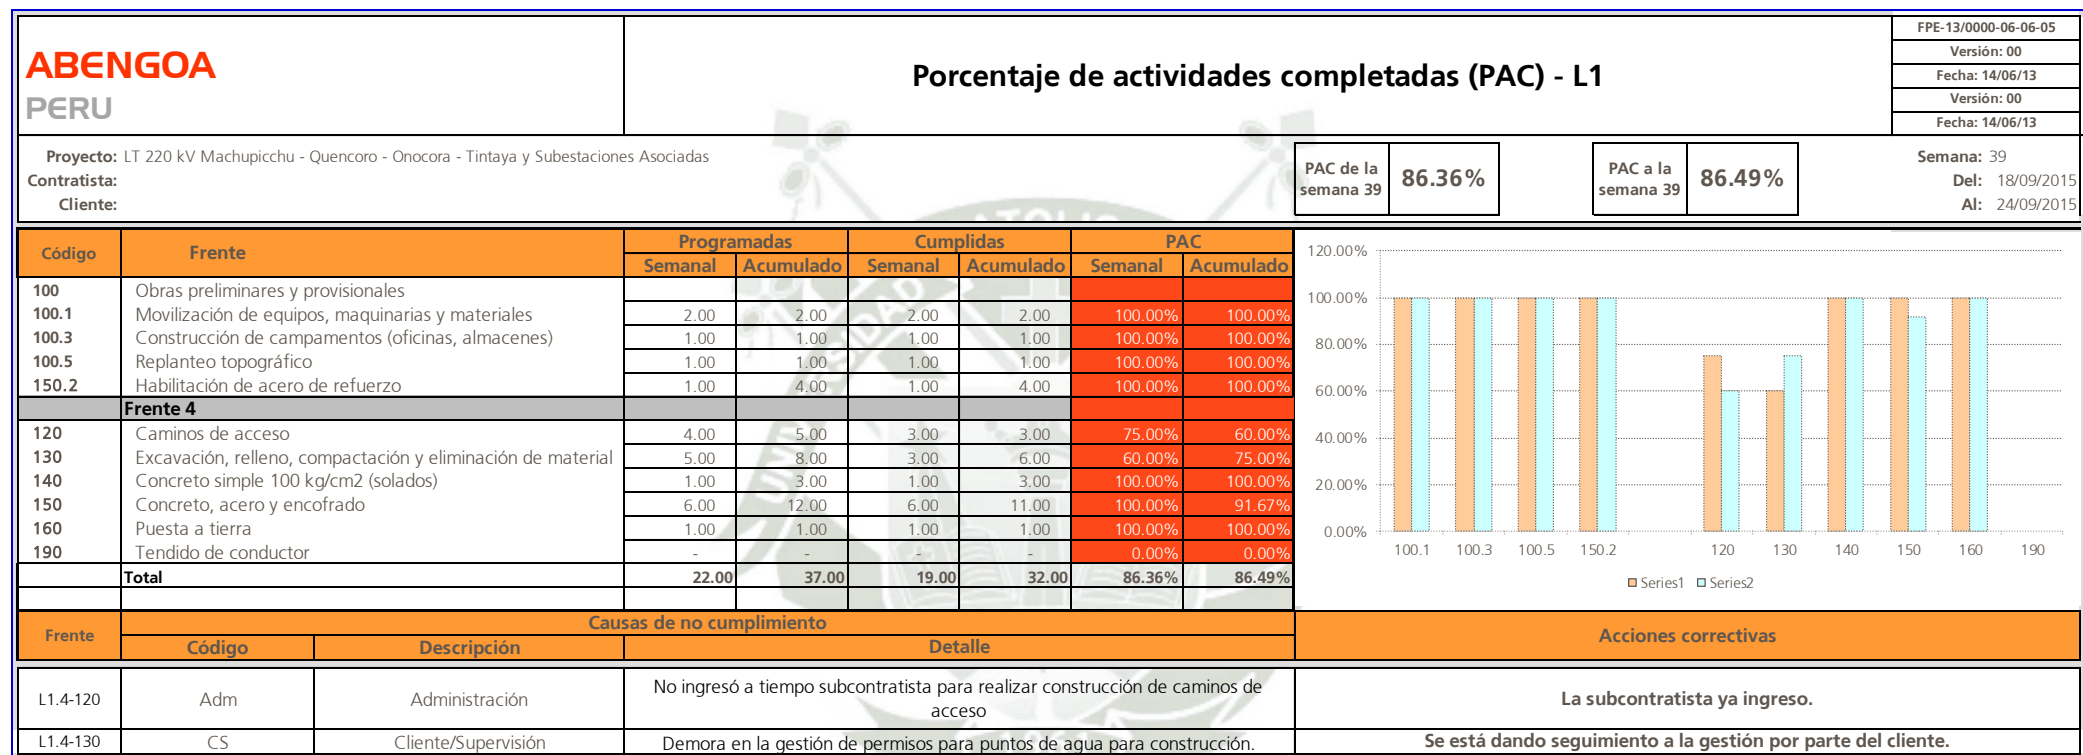 ABENGOA
PERU
Porcentaje de actividades completadas (PAC) - L1
FPE-13/0000-06-06-05
Versión: 00
Fecha: 14/06/13
Versión: 00
Fecha: 14/06/13
Proyecto: LT 220 kV Machupicchu - Quencoro - Onocora - Tintaya y Subestaciones Asociadas
Contratista:
Cliente:
PAC de la semana 39 86.36%
PAC a la semana 39 86.49%
Semana: 39
Del: 18/09/2015
Al: 24/09/2015
Código Frente Programadas Cumplidas PAC
Semanal Acumulado Semanal Acumulado Semanal Acumulado
100 Obras preliminares y provisionales
100.1 Movilización de equipos, maquinarias y materiales 2.00 2.00 2.00 2.00 100.00% 100.00%
100.3 Construcción de campamentos (oficinas, almacenes) 1.00 1.00 1.00 1.00 100.00% 100.00%
100.5 Replanteo topográfico 1.00 1.00 1.00 1.00 100.00% 100.00%
150.2 Habilitación de acero de refuerzo 1.00 4.00 1.00 4.00 100.00% 100.00%
Frente 4
120 Caminos de acceso 4.00 5.00 3.00 3.00 75.00% 60.00%
130 Excavación, relleno, compactación y eliminación de material 5.00 8.00 3.00 6.00 60.00% 75.00%
140 Concreto simple 100 kg/cm2 (solados) 1.00 3.00 1.00 3.00 100.00% 100.00%
150 Concreto, acero y encofrado 6.00 12.00 6.00 11.00 100.00% 91.67%
160 Puesta a tierra 1.00 1.00 1.00 1.00 100.00% 100.00%
190 Tendido de conductor - - - - 0.00% 0.00%
Total 22.00 37.00 19.00 32.00 86.36% 86.49%
120.00%
100.00%
80.00%
60.00%
40.00%
20.00%
0.00%
100.1 100.3 100.5 150.2 120 130 140 150 160 190
Series1 Series2
Frente Causas de no cumplimiento Acciones correctivas
Código Descripción Detalle
L1.4-120 Adm Administración No ingresó a tiempo subcontratista para realizar construcción de caminos de
acceso La subcontratista ya ingreso.
L1.4-130 CS Cliente/Supervisión Demora en la gestión de permisos para puntos de agua para construcción. Se está dando seguimiento a la gestión por parte del cliente.